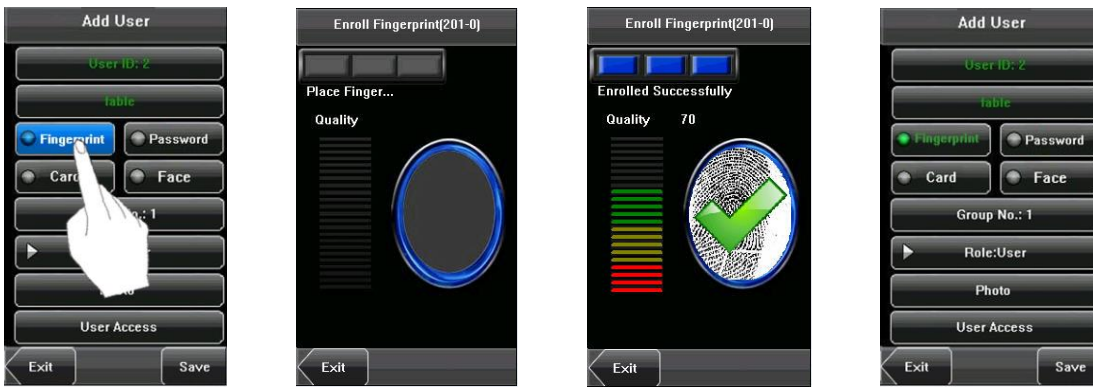 Add User
User ID: 2
fable
Fingerprint Password
Card Face
Exit Save
User Access
Enroll Fingerprint(201-0)
Place Finger...
Quality
Exit
Enroll Fingerprint(201-0)
Enrolled Successfully
Quality 70
Exit
Add User
User ID: 2
fable
Fingerprint Password
Card Face
Group No.: 1
Role:User
Photo
User Access
Exit Save